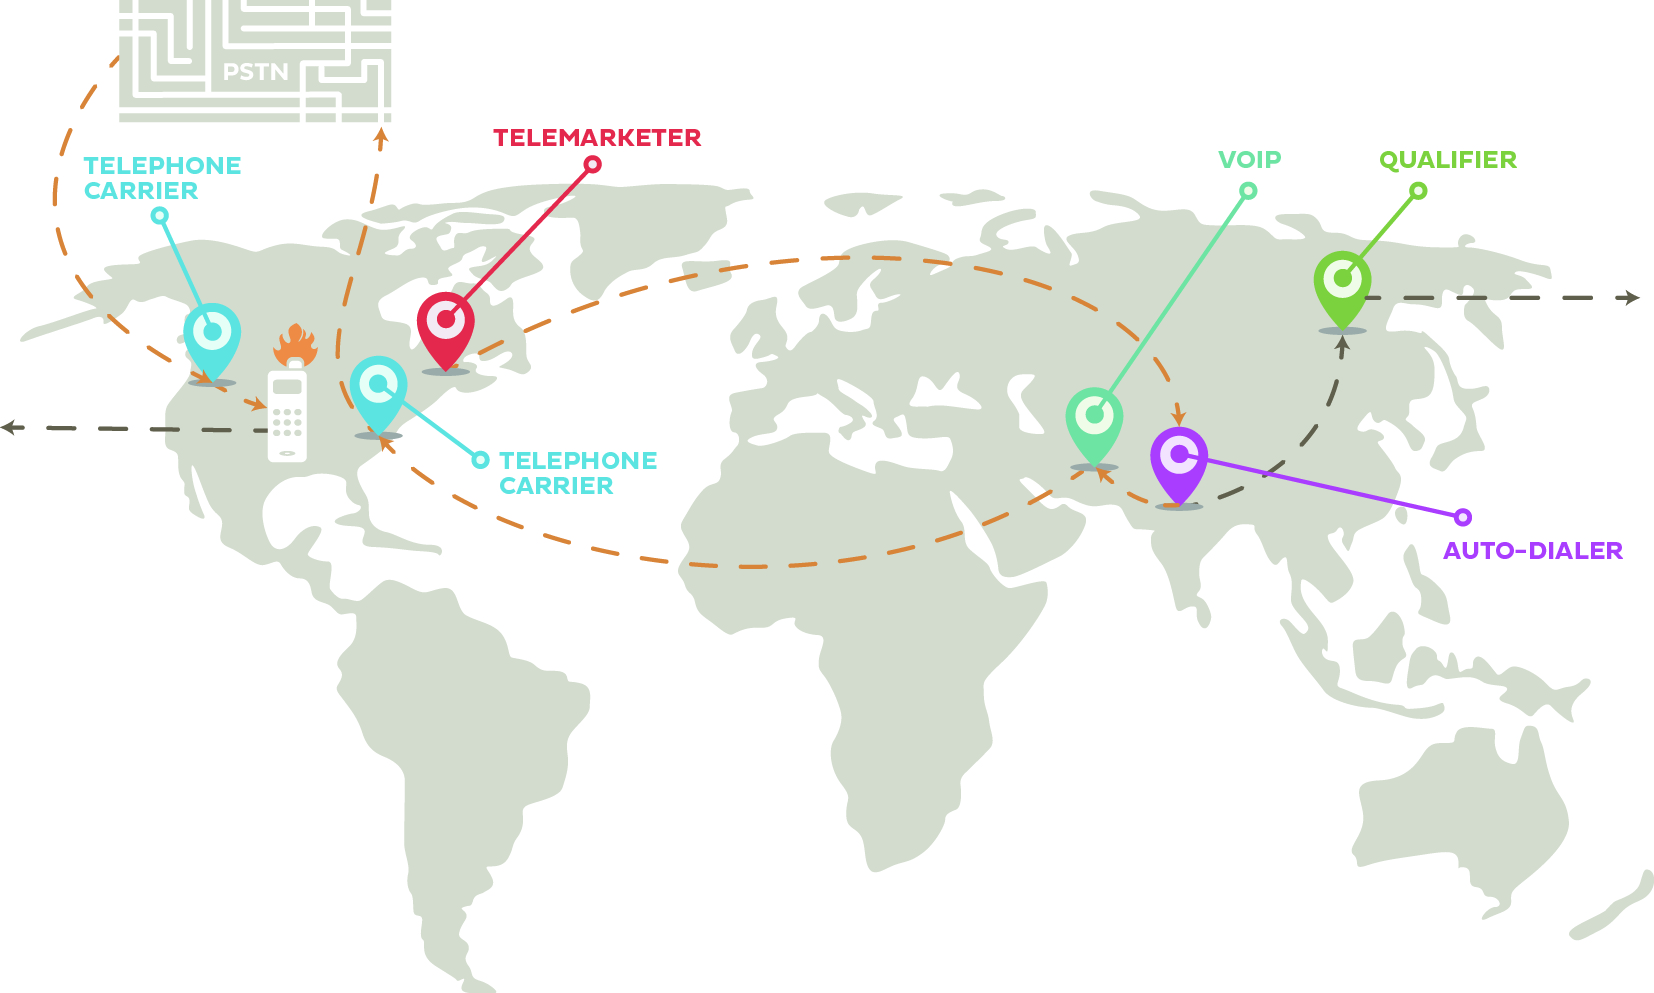 PSTN
TELEMARKETER
TELEPHONE
CARRIER
VOIP
QUALIFIER
TELEPHONE
CARRIER
AUTO-DIALER